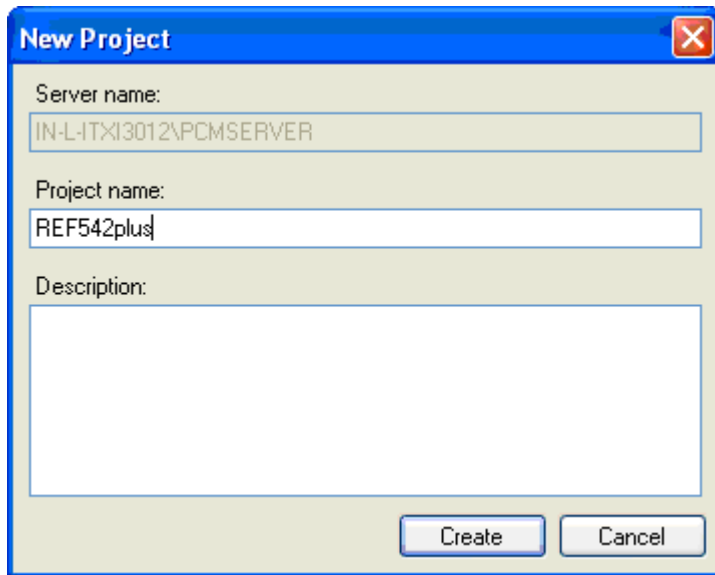 New Project
Server name:
IN-L-ITXI3012\PCMSERVER
Project name:
REF542plus
Description:
Create Cancel